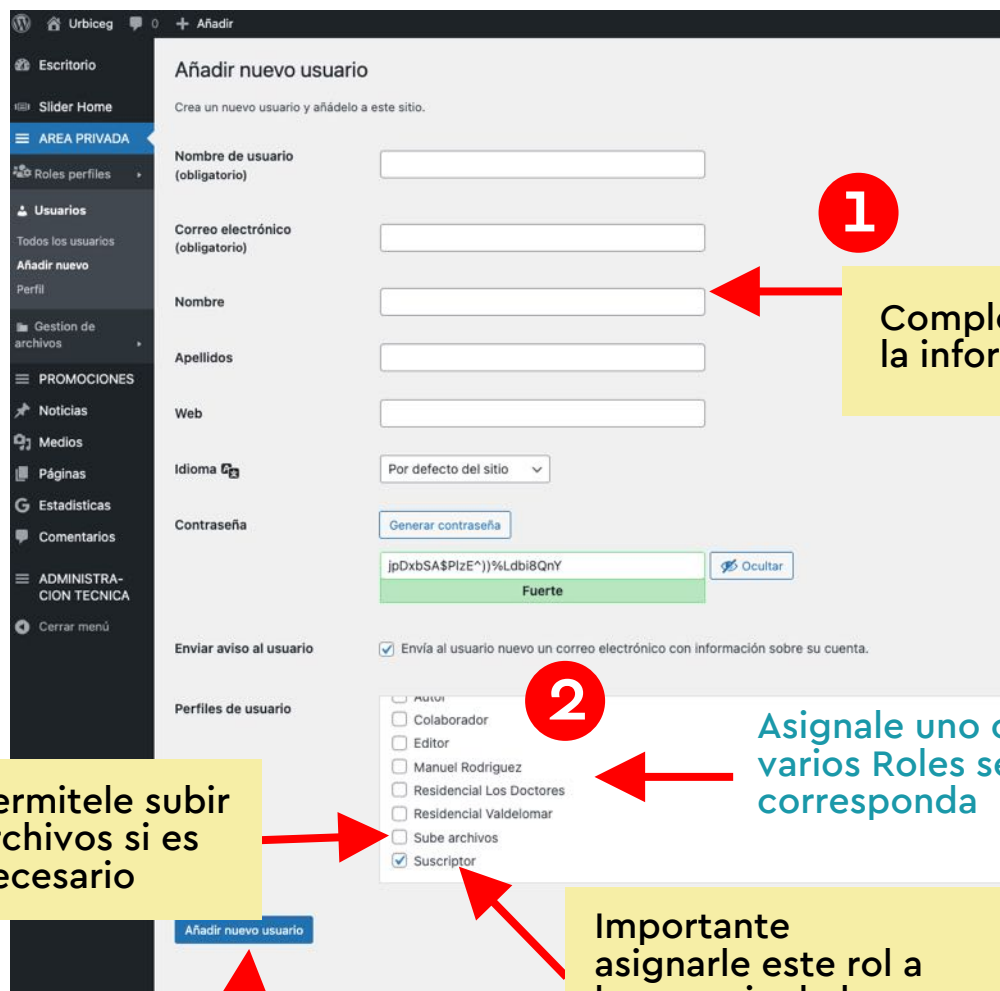 Urbiceg 0 + Añadir
Escritorio
Slider Home
AREA PRIVADA
Roles perfiles
Usuarios
Todos los usuarios
Añadir nuevo
Perfil
Gestion de
archivos
PROMOCIONES
Noticias
Medios
Páginas
Estadisticas
Comentarios
ADMINISTRA-
CION TECNICA
Cerrar menú
Añadir nuevo usuario
Crea un nuevo usuario y añádelo a este sitio.
Nombre de usuario
(obligatorio)
Correo electrónico
(obligatorio)
Nombre
Apellidos
Web
Idioma
Por defecto del sitio
Contraseña
Generar contraseña
jpDxbSA$PIzE^))%Ldbi8QnY
Ocultar
Fuerte
Enviar aviso al usuario
Envía al usuario nuevo un correo electrónico con información sobre su cuenta.
Perfiles de usuario
Autor
Colaborador
Editor
Manuel Rodriguez
Residencial Los Doctores
Residencial Valdelomar
Sube archivos
Suscriptor
Añadir nuevo usuario
1
la
2
Asignale uno
varios Roles
corresponda
subir
si es
Importante
asignarle este rol a